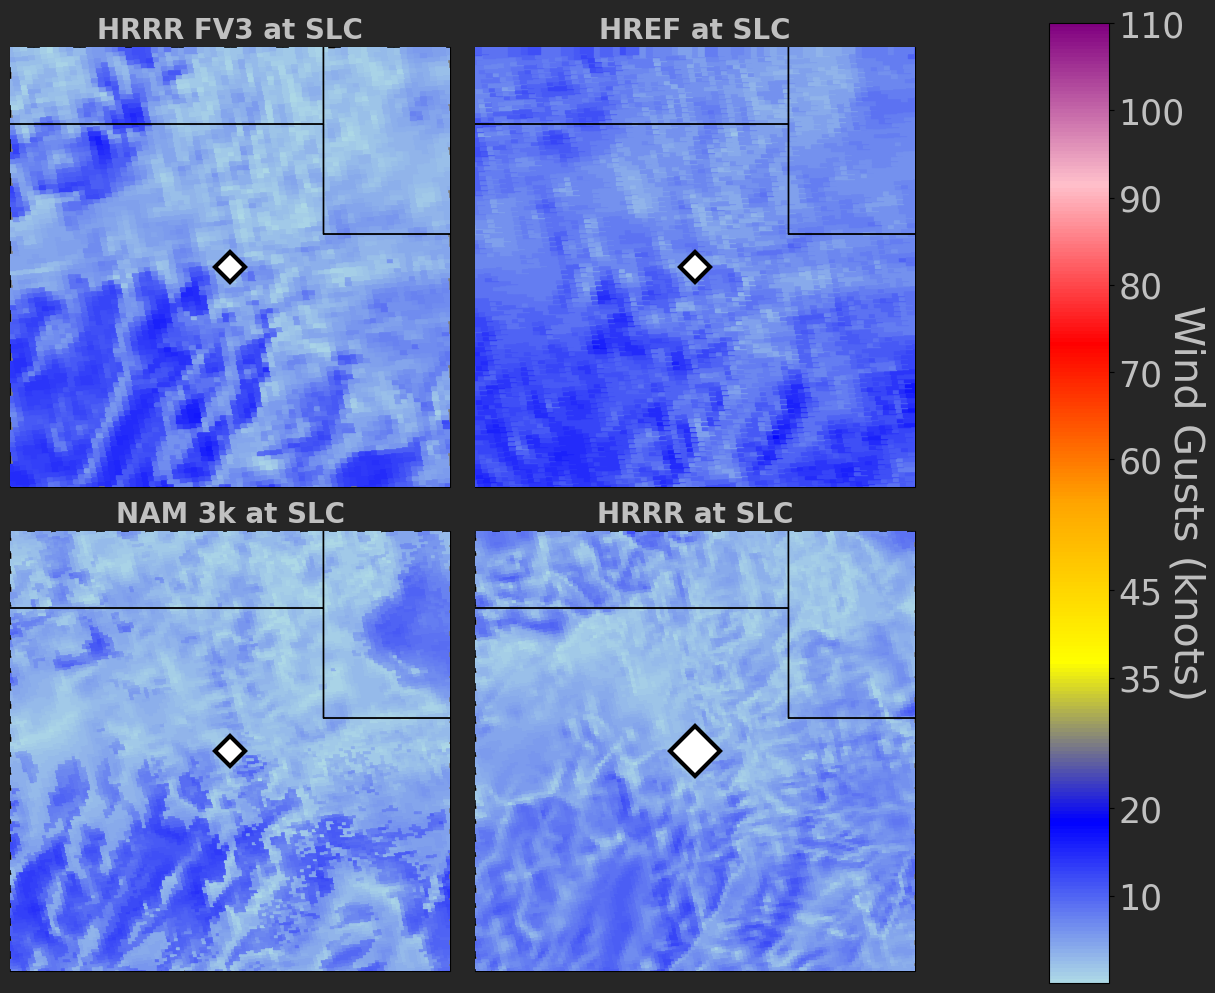 HRRR FV3 at SLC
HREF at SLC
NAM 3k at SLC
HRRR at SLC
110
100
90
80
70
60
45
35
20
10
Wind Gusts (knots)